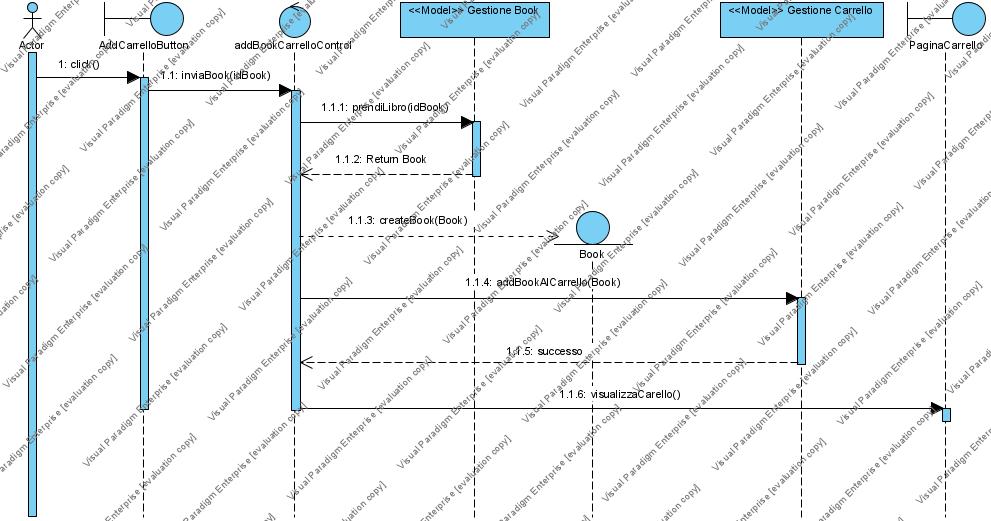 <<Model>> Gestione Book
<<Model>> Gestione Carrello
Actor
AddCarrelloButton
addBookCarrelloControl
PaginaCarrello
1: click()
1.1: inviaBook(idBook)
1.1.1: prendiLibro(idBook)
1.1.2: Return Book
1.1.3: createBook(Book)
Book
1.1.4: addBookAlCarrello(Book)
1.1.5: successo
1.1.6: visualizzaCarello()
Visual Paradigm Enterprise [evaluation copy]